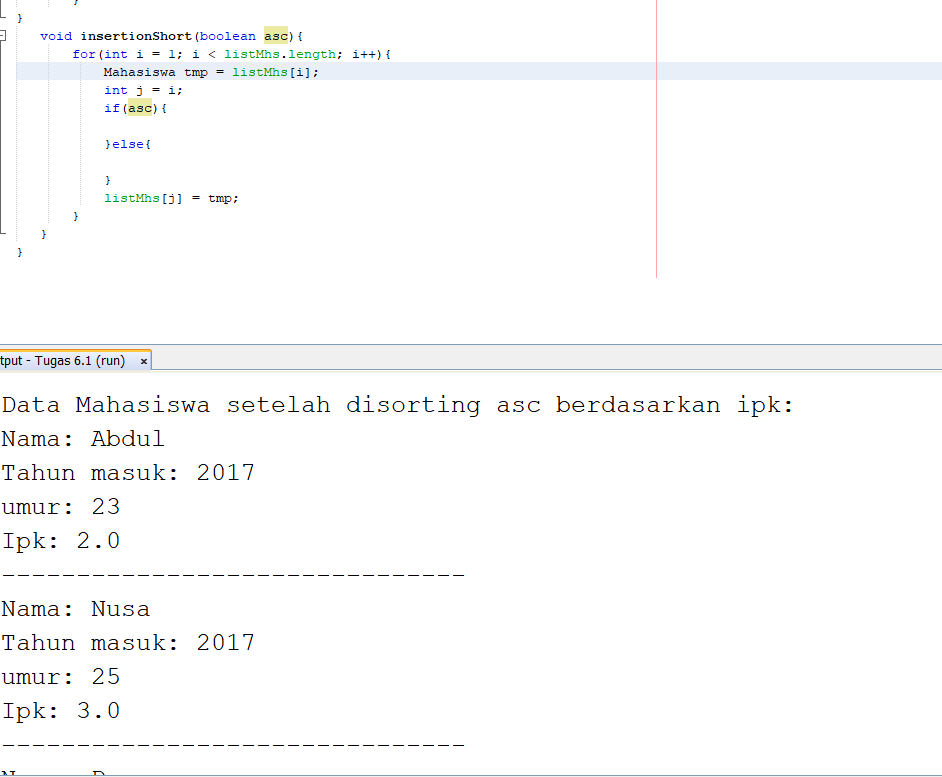 }
}
void insertionShort(boolean asc){
for(int i = 1; i < listMhs.length; i++){
Mahasiswa tmp = listMhs[i];
int j = i;
if(asc){
}else{
}
listMhs[j] = tmp;
}
}
}
tput - Tugas 6.1 (run) ×
Data Mahasiswa setelah disorting asc berdasarkan ipk:
Nama: Abdul
Tahun masuk: 2017
umur: 23
Ipk: 2.0
-------------------------------
Nama: Nusa
Tahun masuk: 2017
umur: 25
Ipk: 3.0
-------------------------------